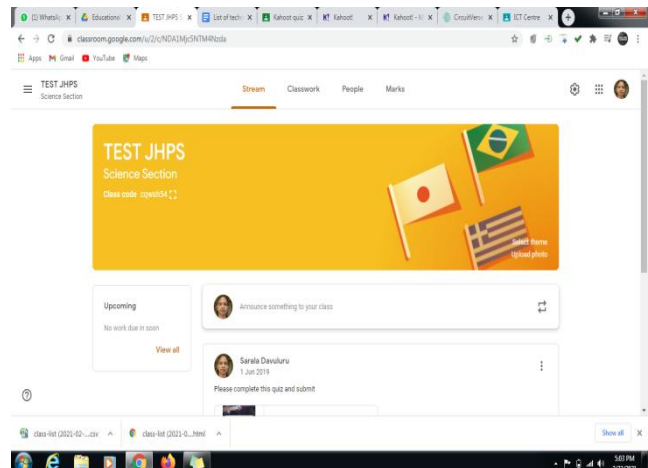 (1) WhatsAp
Educational
TEST JHPS S
List of techn
Kahoot quiz
Kahoot!
Kahoot! -
CircuitVerse
ICT Centre
classroom.google.com/u/2/c/
Apps Gmail YouTube Maps
TEST JHPS
Science Section
Stream Classwork People Marks
TEST JHPS
Science Section
Class code
Select theme
Upload photo
Upcoming
No work due in soon
View all
Announce something to your class
Sarala Davuluru
1 Jun 2019
Please complete this quiz and submit
class-list (2021-02-....csv
class-list (2021-0....html
Show all
5:03 PM